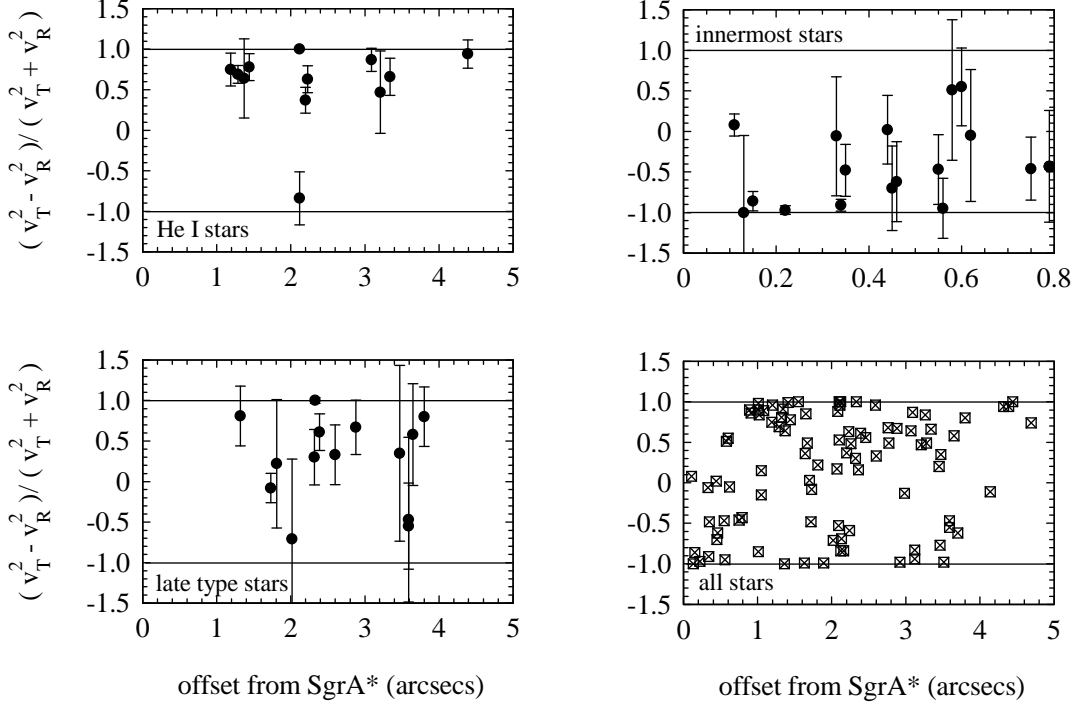 ( v_T^2 - v_R^2 ) / ( v_T^2 + v_R^2 )
1.5
1.0
0.5
0
-0.5
-1.0
-1.5
He I stars
0 1 2 3 4 5
1.5
1.0
0.5
0
-0.5
-1.0
-1.5
innermost stars
0 0.2 0.4 0.6 0.8
( v_T^2 - v_R^2 ) / ( v_T^2 + v_R^2 )
1.5
1.0
0.5
0
-0.5
-1.0
-1.5
late type stars
0 1 2 3 4 5
offset from SgrA* (arcsecs)
1.5
1.0
0.5
0
-0.5
-1.0
-1.5
all stars
0 1 2 3 4 5
offset from SgrA* (arcsecs)